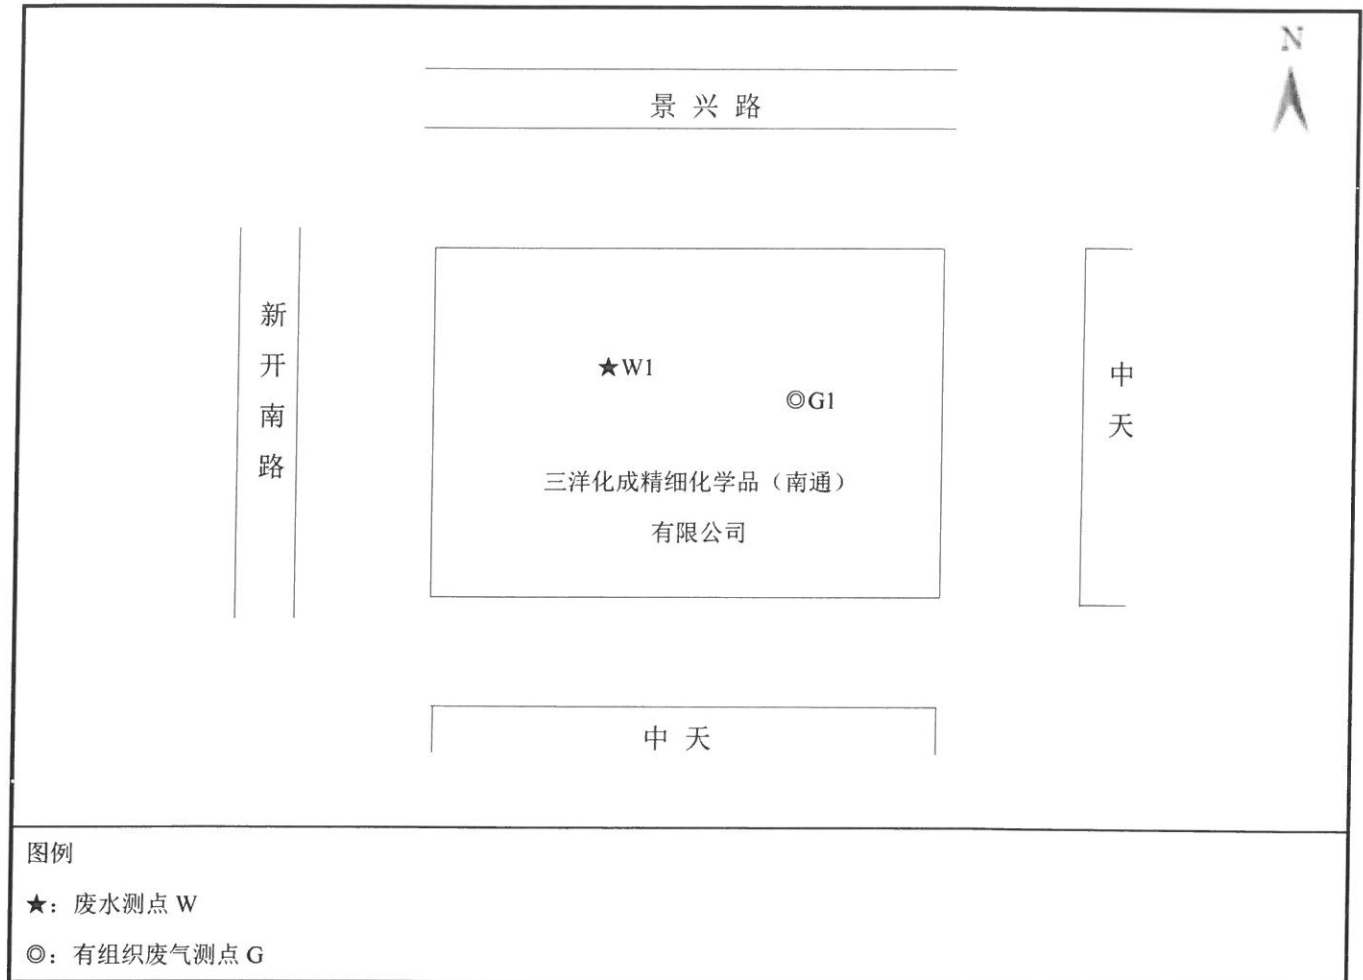 N
景兴路
新开南路
★W1
◎G1
中天
三洋化成精细化学品（南通）
有限公司
中天
图例
★：废水测点 W
◎：有组织废气测点 G